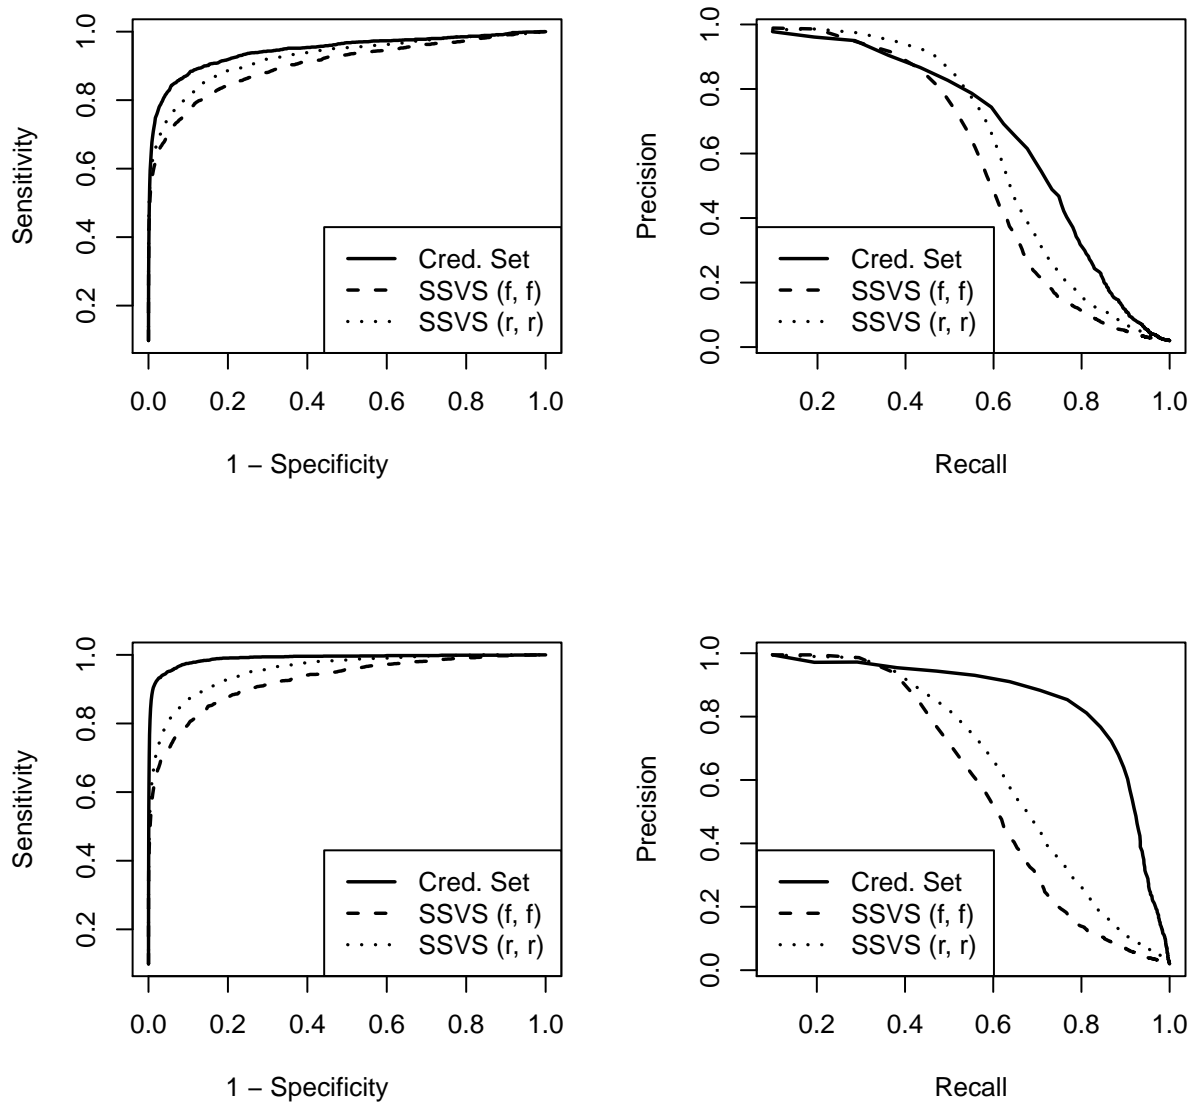 Sensitivity
0.2 0.4 0.6 0.8 1.0
Cred. Set
SSVS (f, f)
SSVS (r, r)
0.0 0.2 0.4 0.6 0.8 1.0
1 − Specificity
Precision
0.0 0.2 0.4 0.6 0.8 1.0
Cred. Set
SSVS (f, f)
SSVS (r, r)
0.2 0.4 0.6 0.8 1.0
Recall
Sensitivity
0.2 0.4 0.6 0.8 1.0
Cred. Set
SSVS (f, f)
SSVS (r, r)
0.0 0.2 0.4 0.6 0.8 1.0
1 − Specificity
Precision
0.0 0.2 0.4 0.6 0.8 1.0
Cred. Set
SSVS (f, f)
SSVS (r, r)
0.2 0.4 0.6 0.8 1.0
Recall